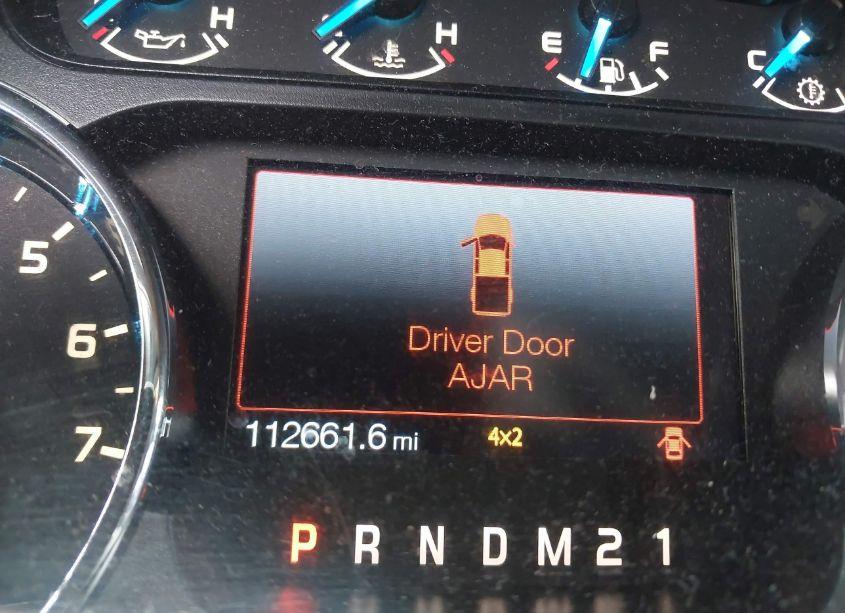 H
H
E F
C
5
6
7
Driver Door
AJAR
112661.6 mi 4x2
P R N D M 2 1